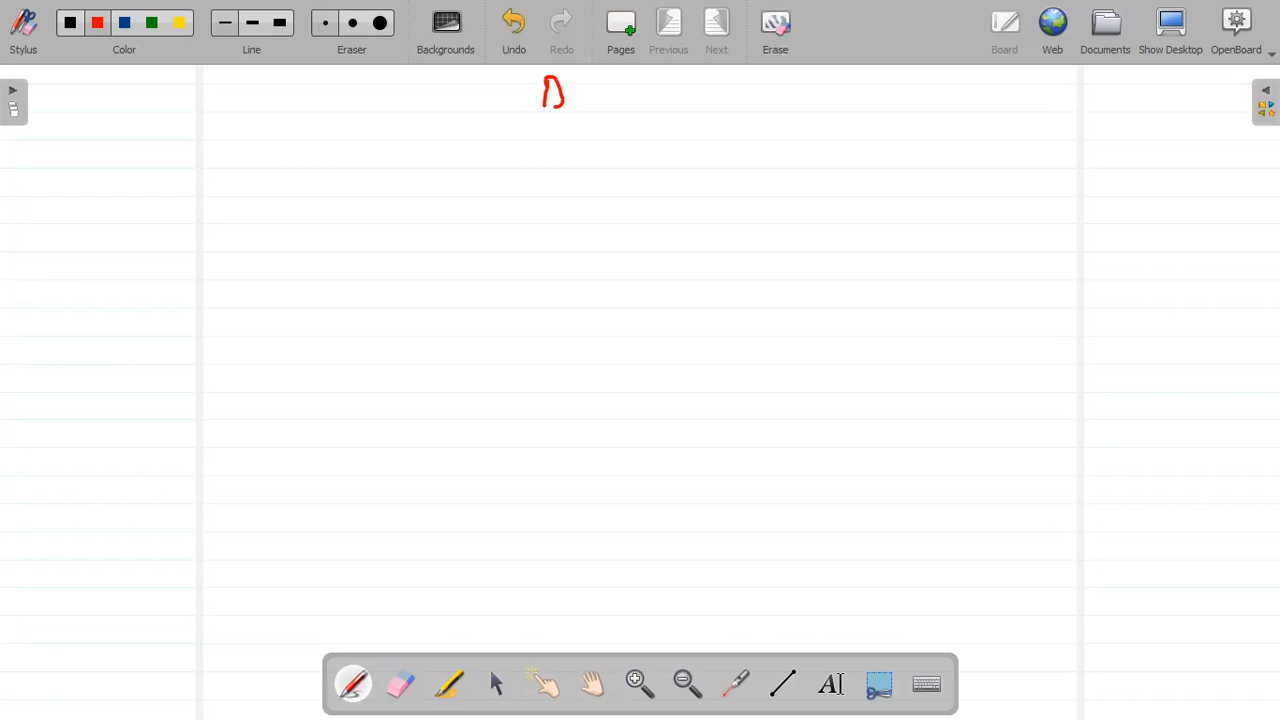 D
Stylus
Color
Line
Eraser
Backgrounds
Undo
Redo
Pages
Previous
Next
Erase
Board
Web
Documents
Show Desktop
OpenBoard